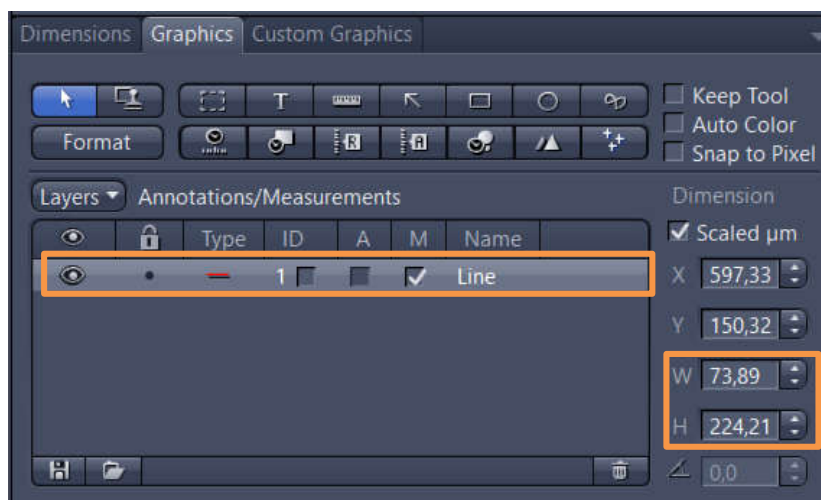 Dimensions Graphics Custom Graphics
T Keep Tool
Auto Color
Format R A Snap to Pixel
Layers Annotations/Measurements Dimension
Type ID A M Name Scaled µm
1 Line X 597,33
Y 150,32
W 73,89
H 224,21
0,0